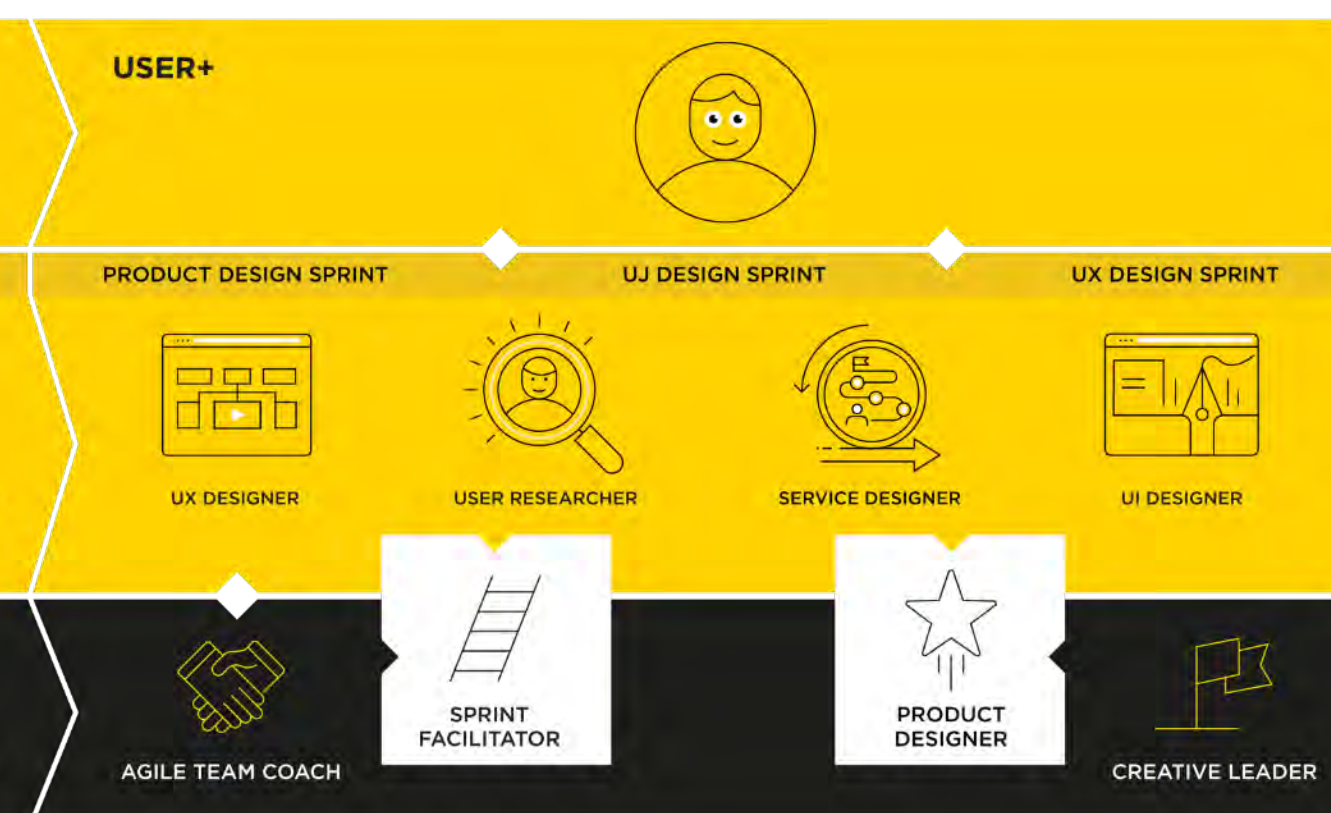 USER+
PRODUCT DESIGN SPRINT
UJ DESIGN SPRINT
UX DESIGN SPRINT
UX DESIGNER
USER RESEARCHER
SERVICE DESIGNER
UI DESIGNER
SPRINT
FACILITATOR
PRODUCT
DESIGNER
AGILE TEAM COACH
CREATIVE LEADER